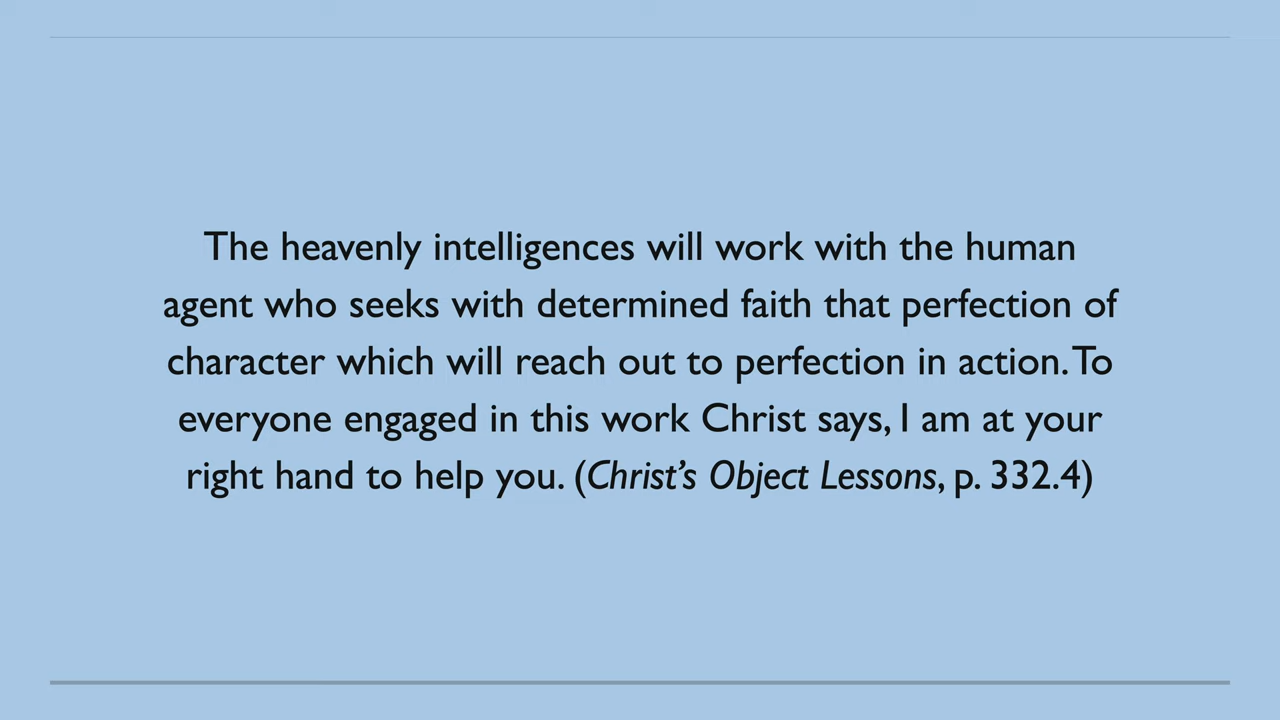 The heavenly intelligences will work with the human
agent who seeks with determined faith that perfection of
character which will reach out to perfection in action. To
everyone engaged in this work Christ says, I am at your
right hand to help you. (Christ’s Object Lessons, p. 332.4)